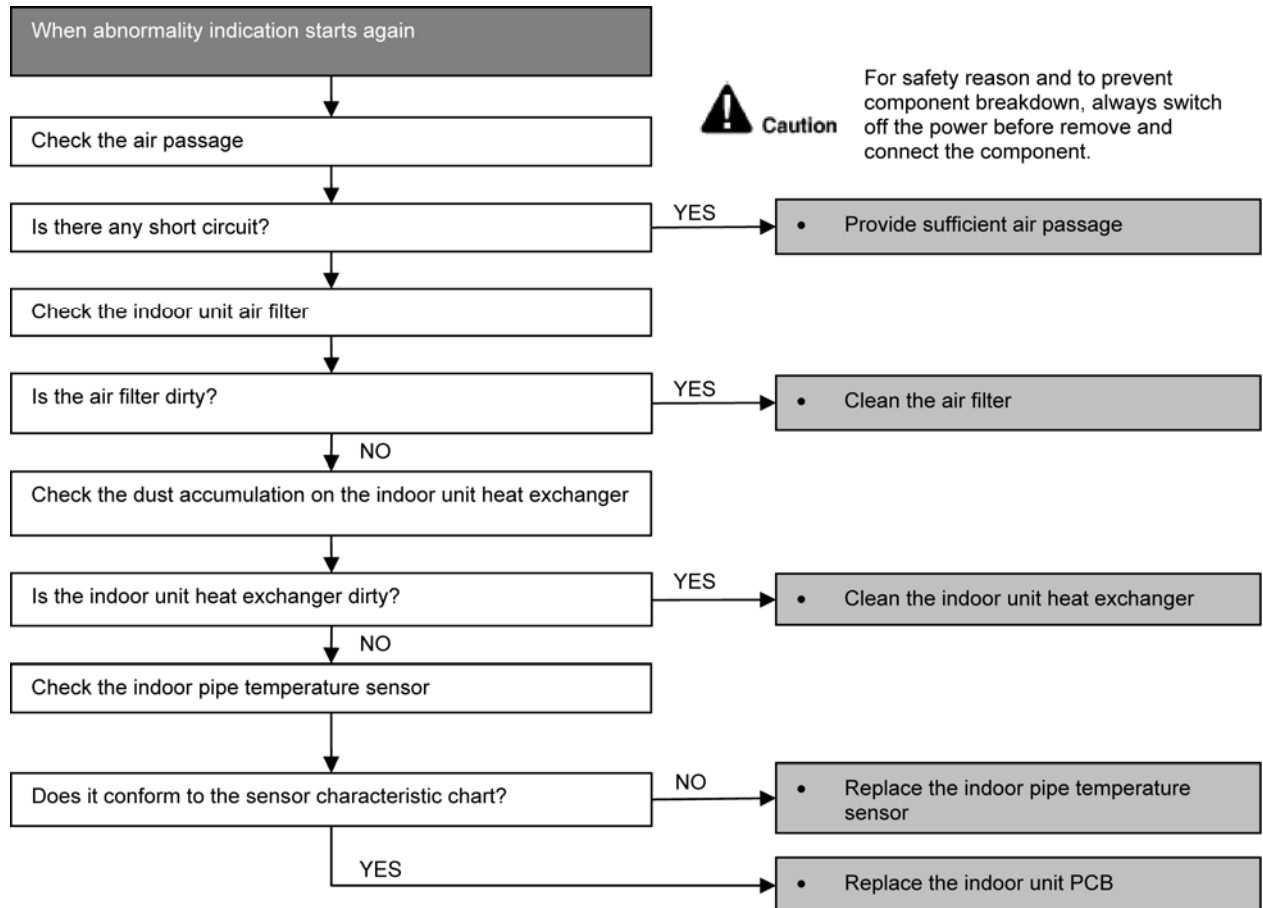 When abnormality indication starts again
For safety reason and to prevent
component breakdown, always switch
off the power before remove and
connect the component.
Caution
Check the air passage
Is there any short circuit?
YES
• Provide sufficient air passage
Check the indoor unit air filter
Is the air filter dirty?
YES
• Clean the air filter
NO
Check the dust accumulation on the indoor unit heat exchanger
Is the indoor unit heat exchanger dirty?
YES
• Clean the indoor unit heat exchanger
NO
Check the indoor pipe temperature sensor
Does it conform to the sensor characteristic chart?
NO
• Replace the indoor pipe temperature
sensor
YES
• Replace the indoor unit PCB